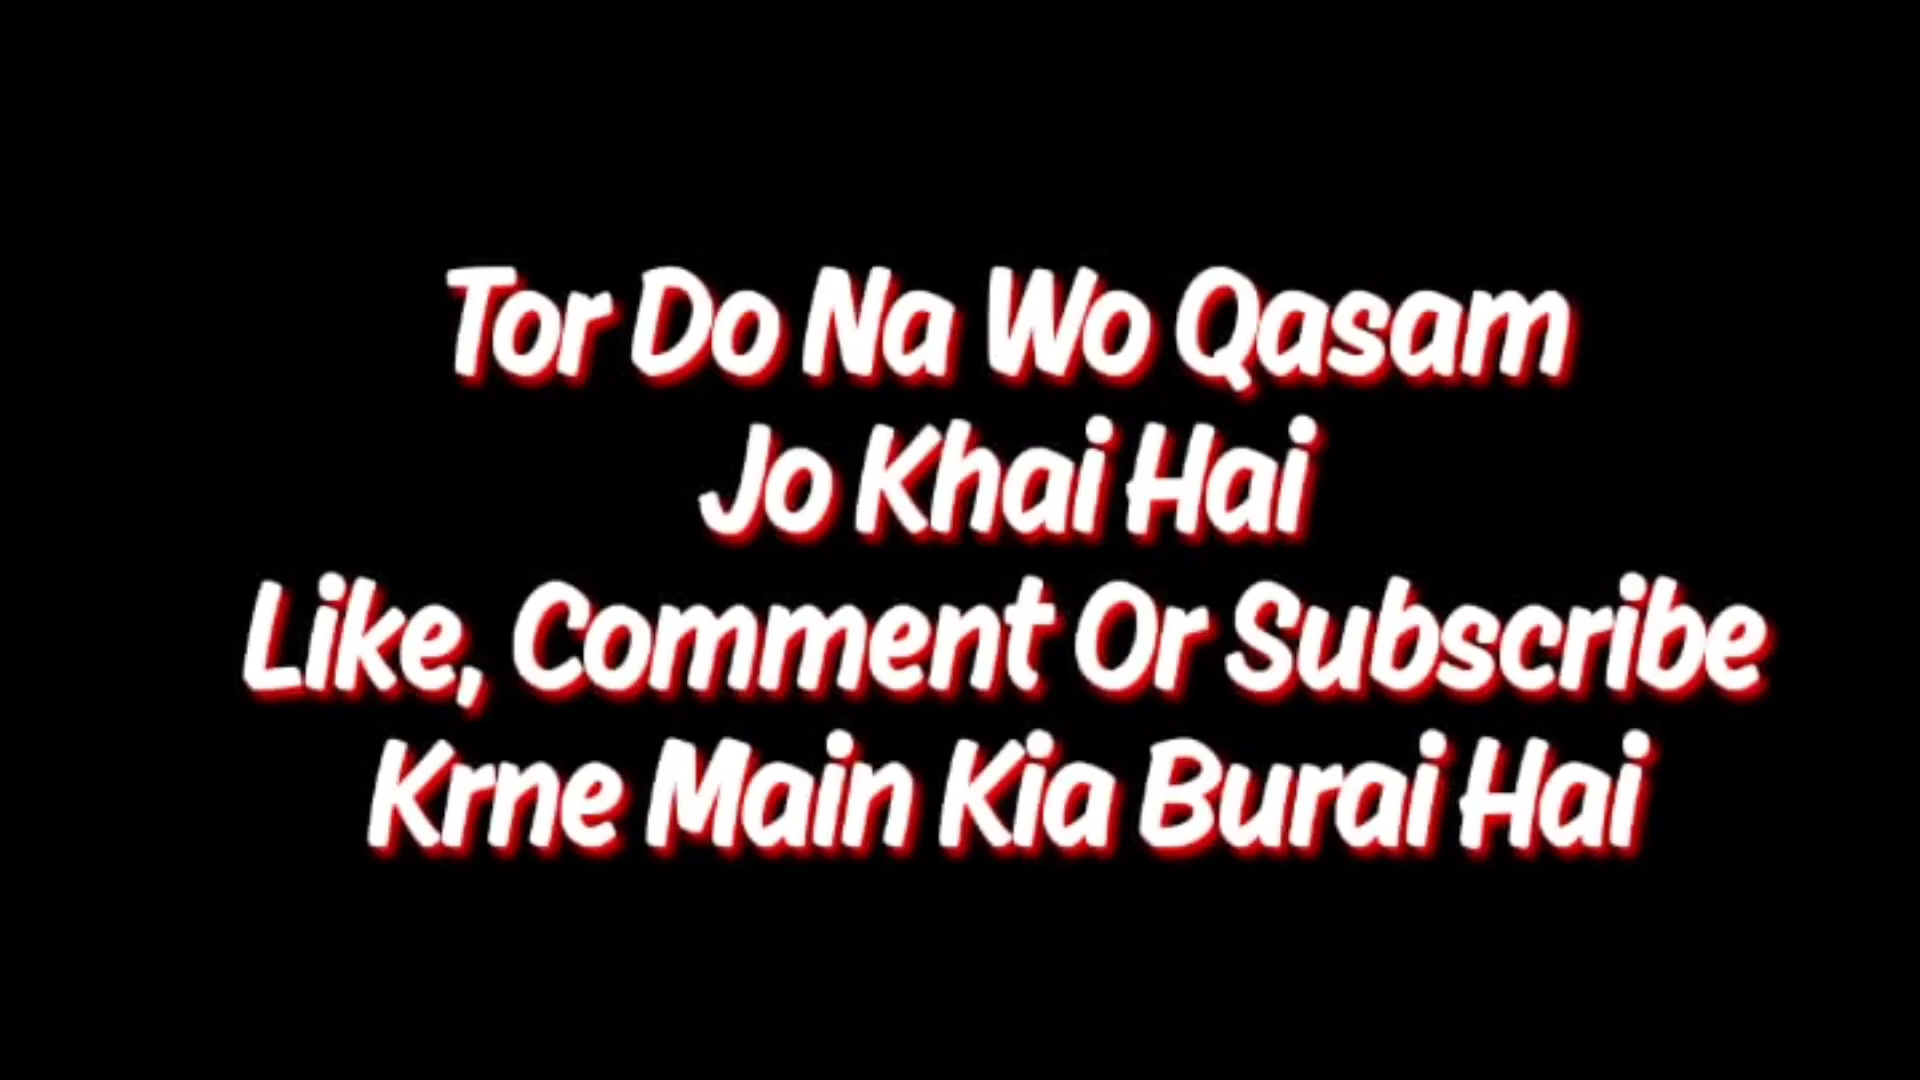 Tor Do Na Wo Qasam
Jo Khai Hai
Like, Comment Or Subscribe
Krne Main Kia Burai Hai